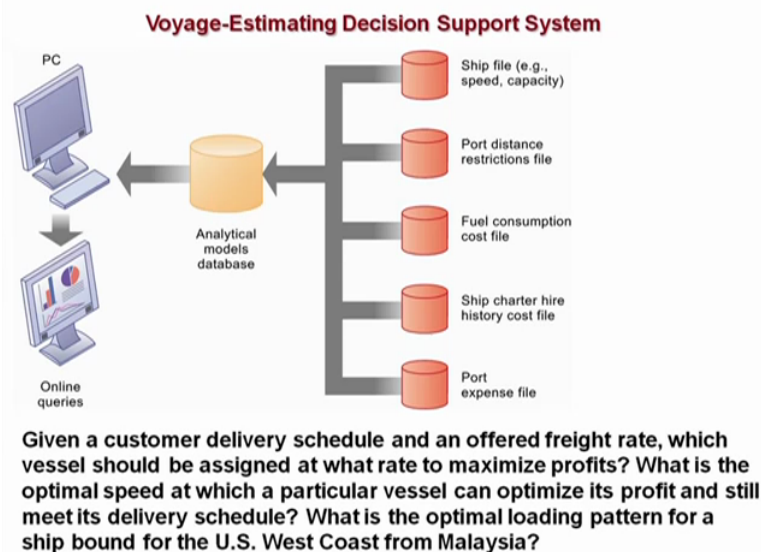 Voyage-Estimating Decision Support System
PC
Ship file (e.g.,
speed, capacity)
Port distance
restrictions file
Fuel consumption
cost file
Analytical
models
database
Ship charter hire
history cost file
Online
queries
Port
expense file
Given a customer delivery schedule and an offered freight rate, which
vessel should be assigned at what rate to maximize profits? What is the
optimal speed at which a particular vessel can optimize its profit and still
meet its delivery schedule? What is the optimal loading pattern for a
ship bound for the U.S. West Coast from Malaysia?